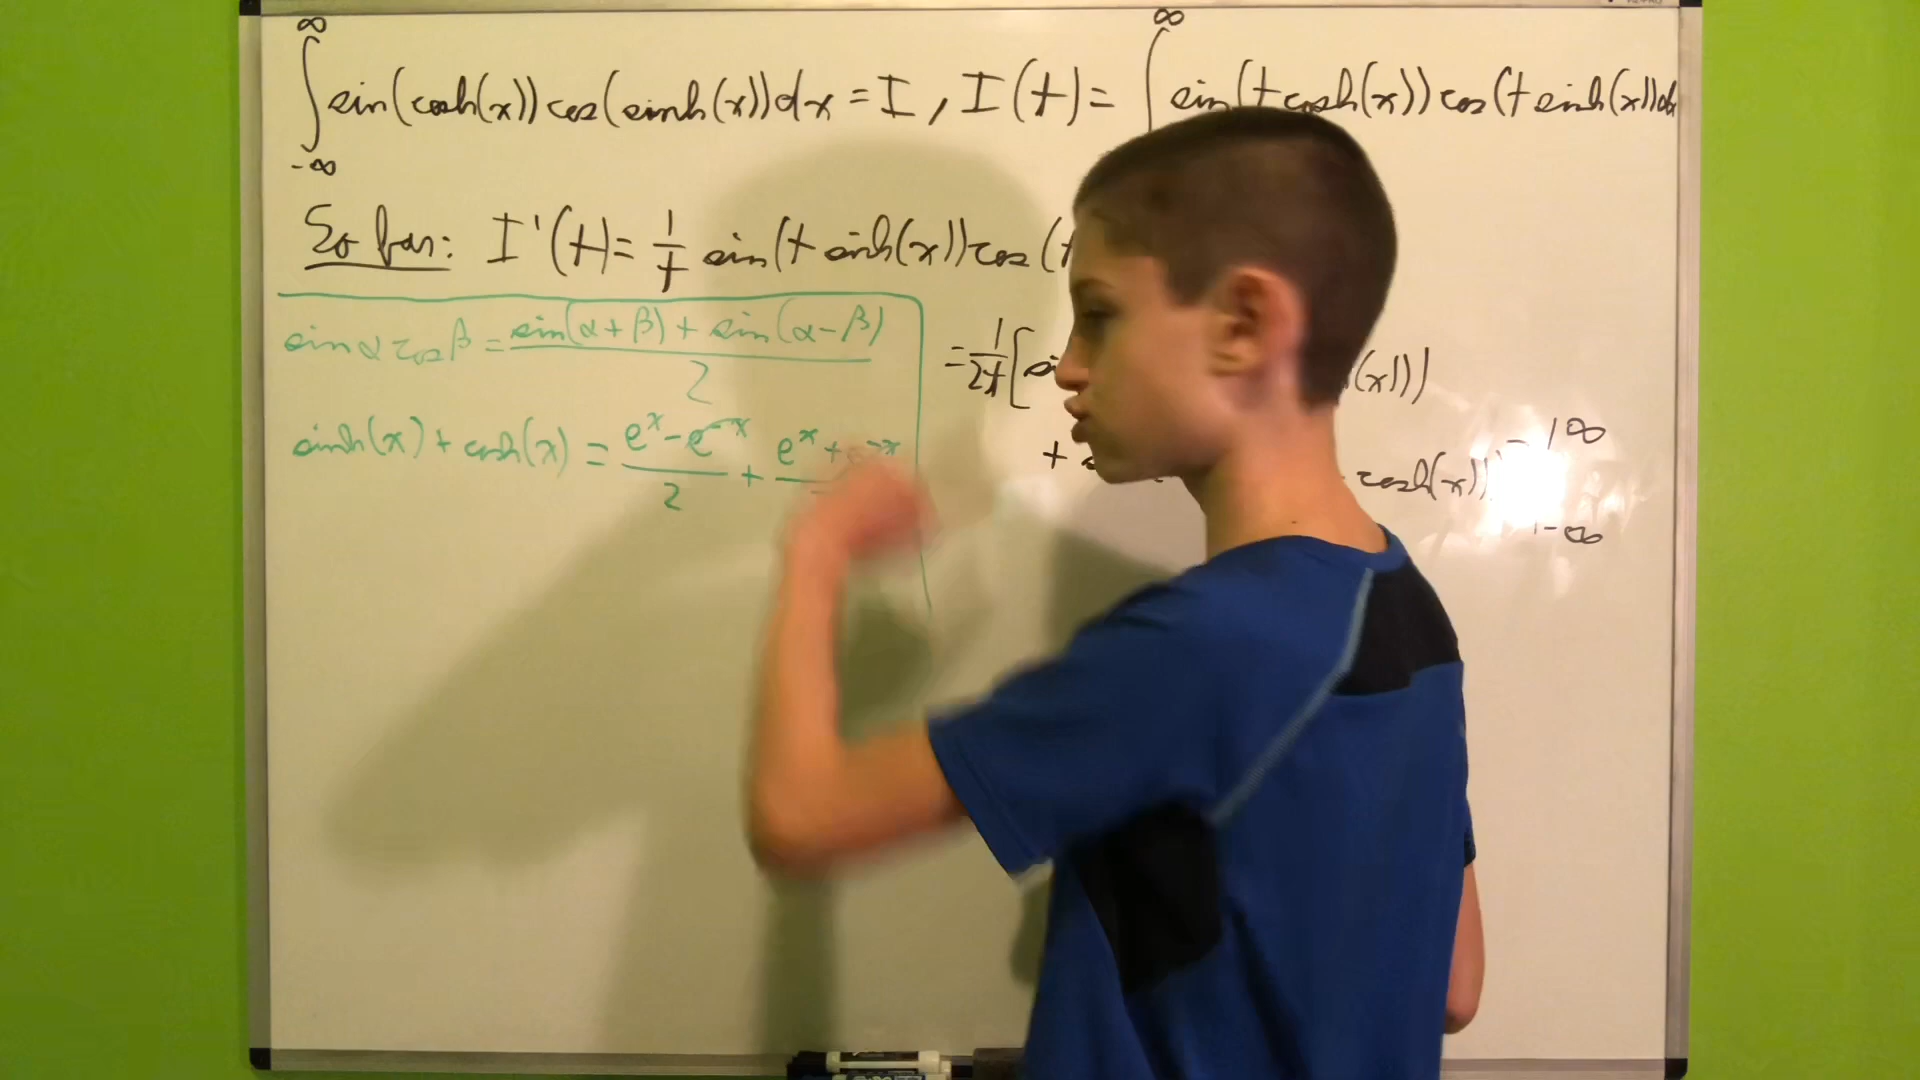 ∞ ∞
∫ sin(cosh(x))cos(sinh(x))dx = I , I(t) = ∫ sin(t cosh(x))cos(t sinh(x))dx
-∞
So far: I'(t) = 1/t sin(t sinh(x))cos(t
sin α cos β = sin(α+β) + sin(α-β) / 2
= 1/2t [ (x))
sinh(x) + cosh(x) = e^x - e^-x / 2 + e^x + e^-x
+ cosh(x)) ∞
-∞